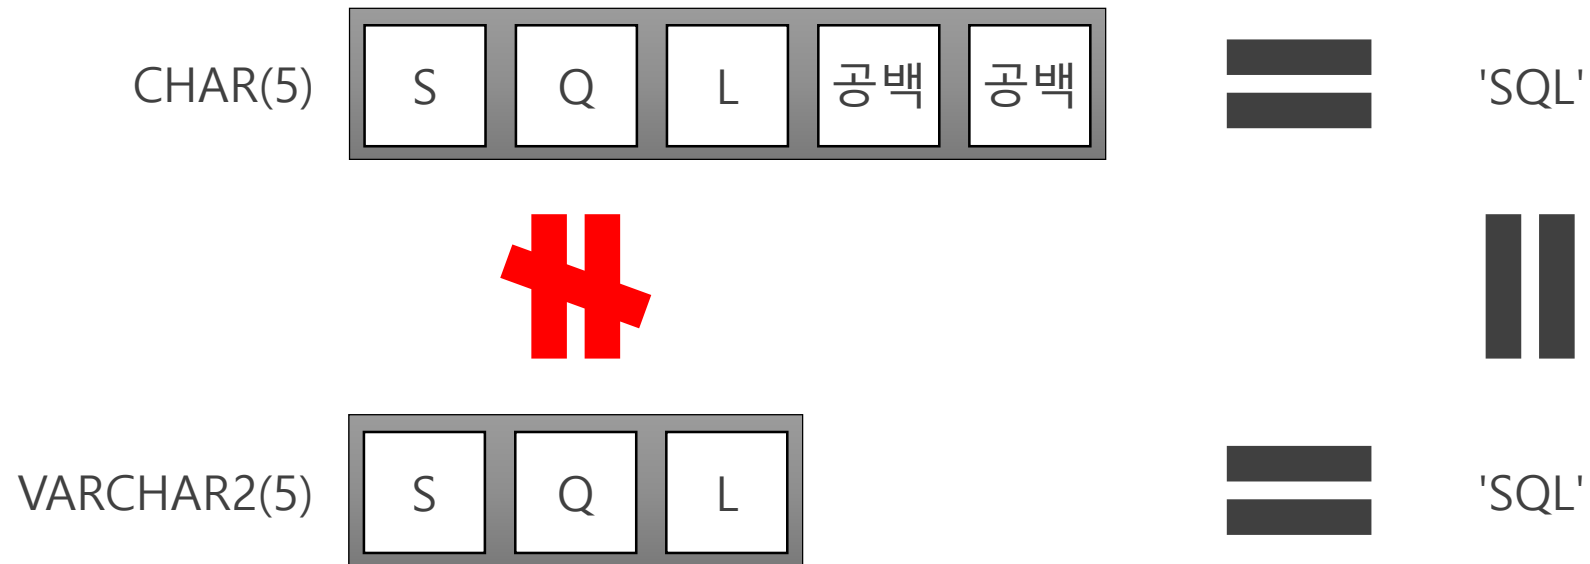 CHAR(5) S Q L 공백 공백 'SQL'
VARCHAR2(5) S Q L 'SQL'